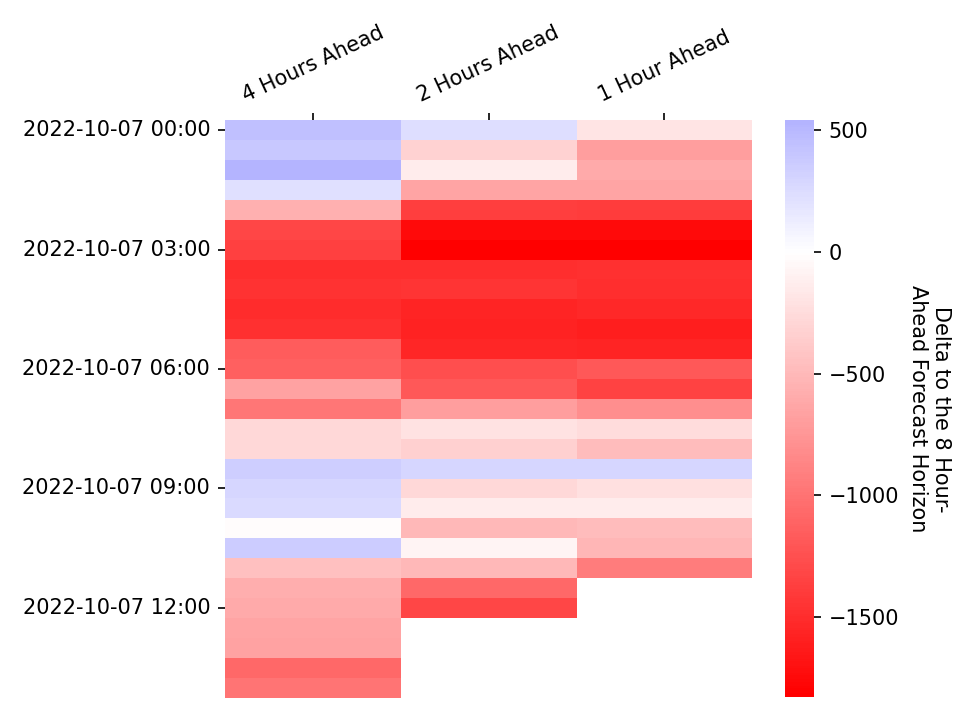 4 Hours Ahead
2 Hours Ahead
1 Hour Ahead
2022-10-07 00:00
2022-10-07 03:00
2022-10-07 06:00
2022-10-07 09:00
2022-10-07 12:00
500
0
−500
−1000
−1500
Delta to the 8 Hour-
Ahead Forecast Horizon